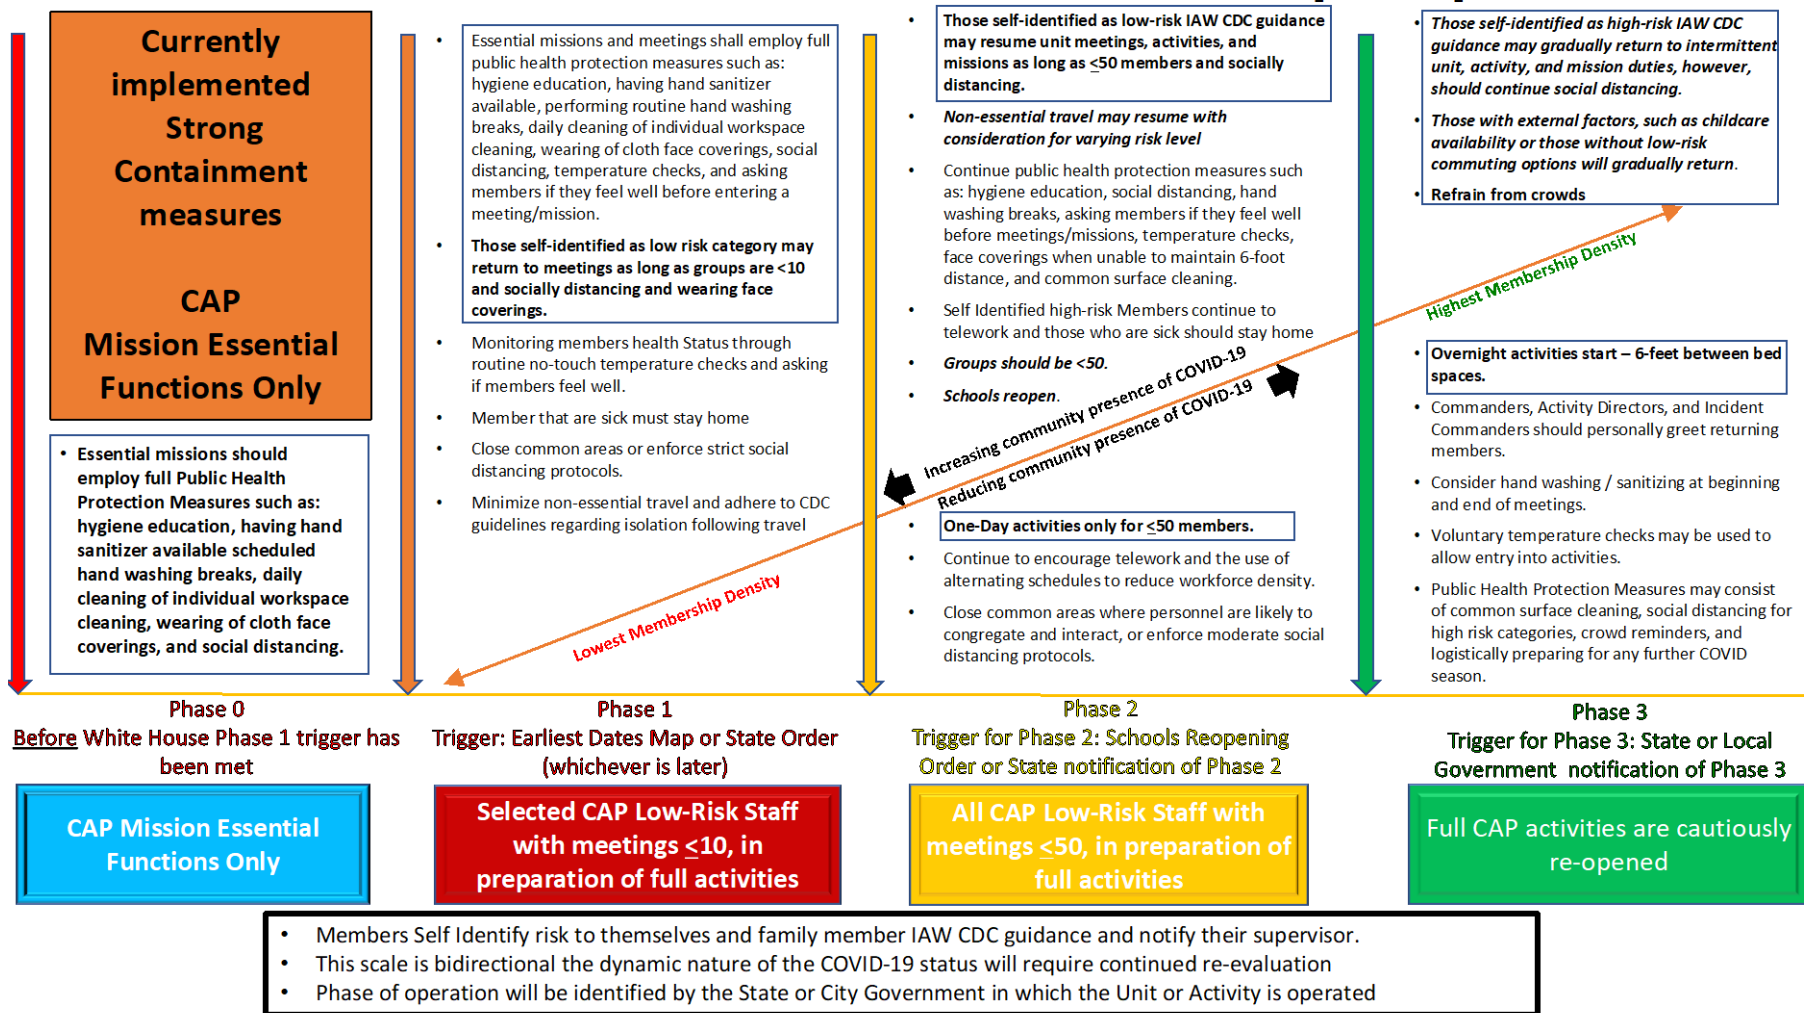 Currently
implemented
Strong
Containment
measures
CAP
Mission Essential
Functions Only
• Essential missions should
employ full Public Health
Protection Measures such as:
hygiene education, having hand
sanitizer available scheduled
hand washing breaks, daily
cleaning of individual workspace
cleaning, wearing of cloth face
coverings, and social distancing.
• Essential missions and meetings shall employ full
public health protection measures such as:
hygiene education, having hand sanitizer
available, performing routine hand washing
breaks, daily cleaning of individual workspace
cleaning, wearing of cloth face coverings, social
distancing, temperature checks, and asking
members if they feel well before entering a
meeting/mission.
• Those self-identified as low risk category may
return to meetings as long as groups are <10
and socially distancing and wearing face
coverings.
• Monitoring members health Status through
routine no-touch temperature checks and asking
if members feel well.
• Member that are sick must stay home
• Close common areas or enforce strict social
distancing protocols.
• Minimize non-essential travel and adhere to CDC
guidelines regarding isolation following travel
• Those self-identified as low-risk IAW CDC guidance
may resume unit meetings, activities, and
missions as long as ≤50 members and socially
distancing.
• Non-essential travel may resume with
consideration for varying risk level
• Continue public health protection measures such
as: hygiene education, social distancing, hand
washing breaks, asking members if they feel well
before meetings/missions, temperature checks,
face coverings when unable to maintain 6-foot
distance, and common surface cleaning.
• Self Identified high-risk Members continue to
telework and those who are sick should stay home
• Groups should be <50.
• Schools reopen.
Increasing community presence of COVID-19
Reducing community presence of COVID-19
Lowest Membership Density
Highest Membership Density
• One-Day activities only for ≤50 members.
• Continue to encourage telework and the use of
alternating schedules to reduce workforce density.
• Close common areas where personnel are likely to
congregate and interact, or enforce moderate social
distancing protocols.
• Those self-identified as high-risk IAW CDC
guidance may gradually return to intermittent
unit, activity, and mission duties, however,
should continue social distancing.
• Those with external factors, such as childcare
availability or those without low-risk
commuting options will gradually return.
• Refrain from crowds
• Overnight activities start – 6-feet between bed
spaces.
• Commanders, Activity Directors, and Incident
Commanders should personally greet returning
members.
• Consider hand washing / sanitizing at beginning
and end of meetings.
• Voluntary temperature checks may be used to
allow entry into activities.
• Public Health Protection Measures may consist
of common surface cleaning, social distancing for
high risk categories, crowd reminders, and
logistically preparing for any further COVID
season.
Phase 0
Before White House Phase 1 trigger has
been met
CAP Mission Essential
Functions Only
Phase 1
Trigger: Earliest Dates Map or State Order
(whichever is later)
Selected CAP Low-Risk Staff
with meetings ≤10, in
preparation of full activities
Phase 2
Trigger for Phase 2: Schools Reopening
Order or State notification of Phase 2
All CAP Low-Risk Staff with
meetings ≤50, in preparation of
full activities
Phase 3
Trigger for Phase 3: State or Local
Government notification of Phase 3
Full CAP activities are cautiously
re-opened
• Members Self Identify risk to themselves and family member IAW CDC guidance and notify their supervisor.
• This scale is bidirectional the dynamic nature of the COVID-19 status will require continued re-evaluation
• Phase of operation will be identified by the State or City Government in which the Unit or Activity is operated